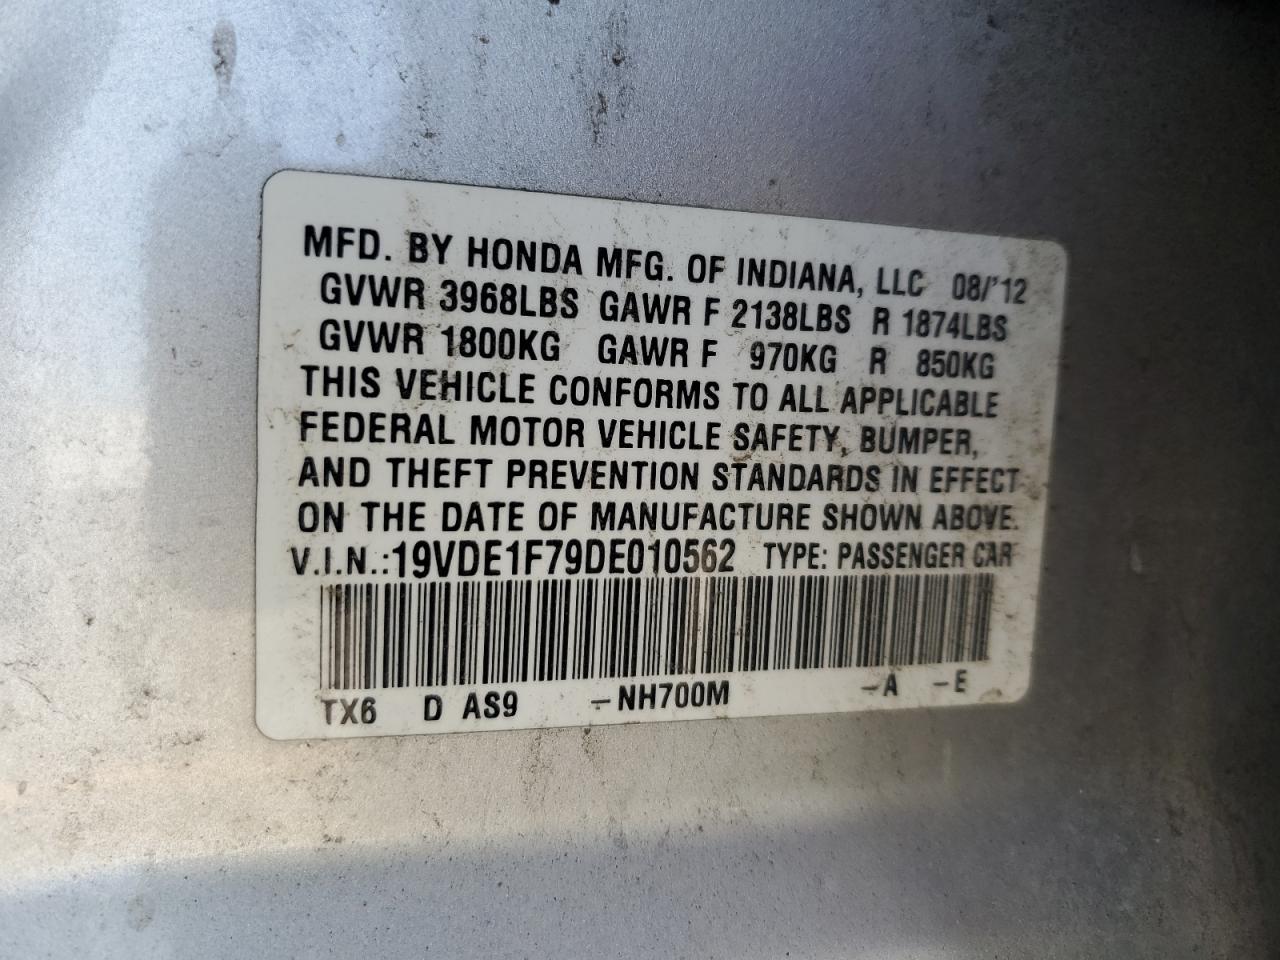 MFD. BY HONDA MFG. OF INDIANA, LLC 08/'12
GVWR 3968LBS GAWR F 2138LBS R 1874LBS
GVWR 1800KG GAWR F 970KG R 850KG
THIS VEHICLE CONFORMS TO ALL APPLICABLE
FEDERAL MOTOR VEHICLE SAFETY, BUMPER,
AND THEFT PREVENTION STANDARDS IN EFFECT
ON THE DATE OF MANUFACTURE SHOWN ABOVE.
V.I.N.:19VDE1F79DE010562 TYPE: PASSENGER CAR
TX6 D AS9 -NH700M -A -E